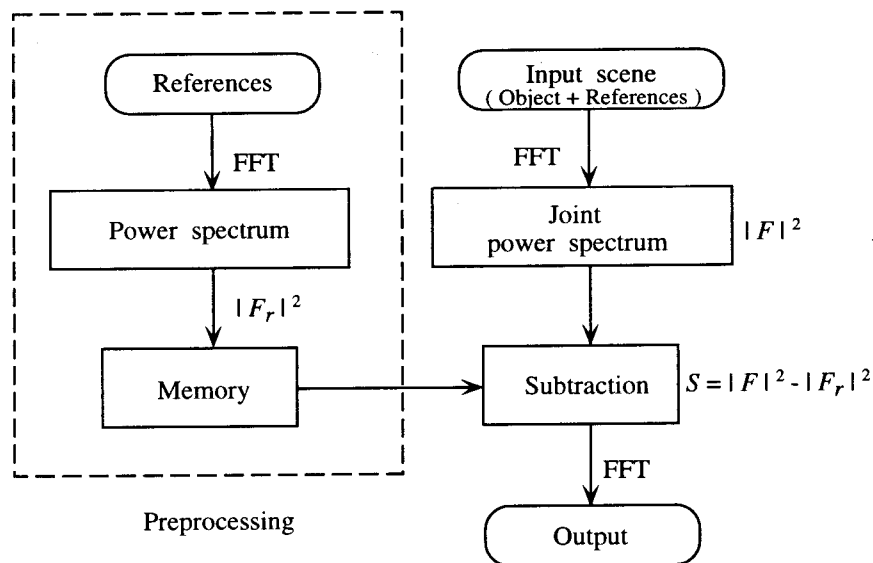 References
FFT
Power spectrum
| F_r | ²
Memory
Preprocessing
Input scene
( Object + References )
FFT
Joint
power spectrum
| F | ²
Subtraction
S = | F | ² - | F_r | ²
FFT
Output